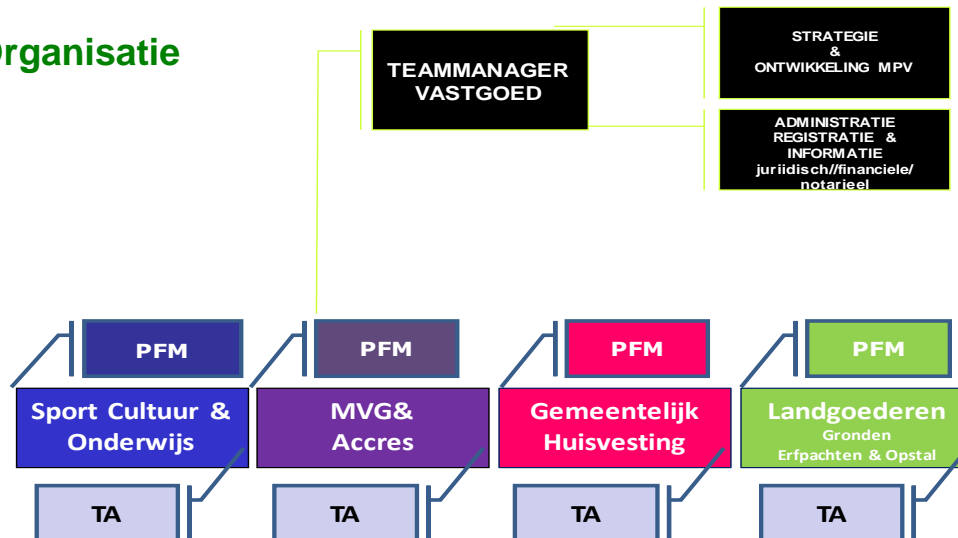 Organisatie
TEAMMANAGER
VASTGOED
STRATEGIE
&
ONTWIKKELING MPV
ADMINISTRATIE
REGISTRATIE &
INFORMATIE
juriidisch//financiele/
notarieel
PFM
PFM
PFM
PFM
Sport Cultuur &
Onderwijs
MVG&
Accres
Gemeentelijk
Huisvesting
Landgoederen
Gronden
Erfpachten & Opstal
TA
TA
TA
TA